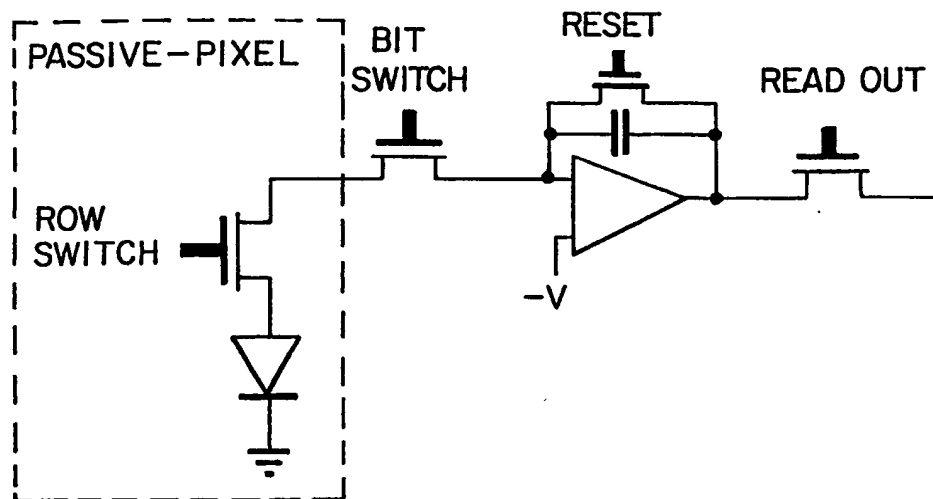 PASSIVE-PIXEL
BIT
SWITCH
RESET
READ OUT
ROW
SWITCH
-V